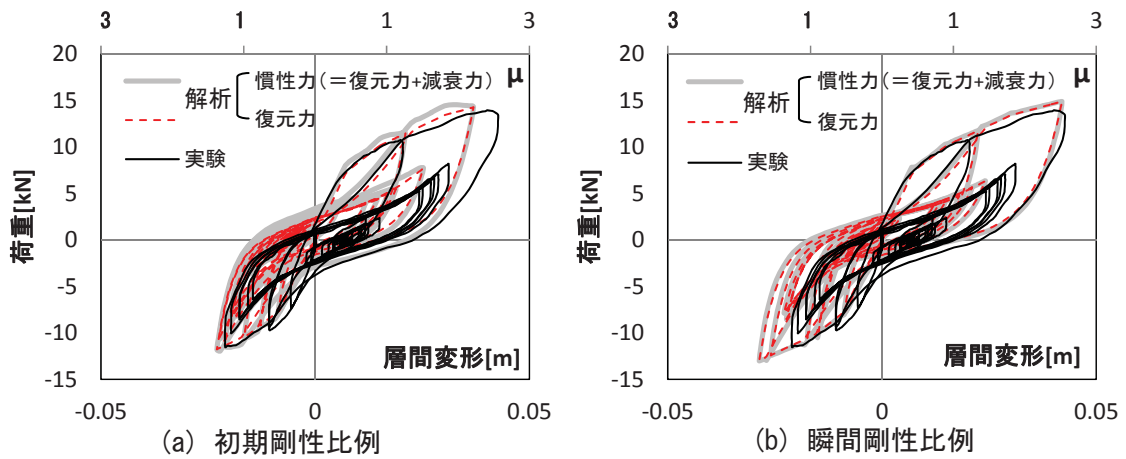 3 1 1 3
20
15
10
5
0
-5
-10
-15
荷重[kN]
解析
慣性力(=復元力+減衰力)
復元力
実験
μ
層間変形[m]
-0.05 0 0.05
(a) 初期剛性比例
3 1 1 3
20
15
10
5
0
-5
-10
-15
荷重[kN]
解析
慣性力(=復元力+減衰力)
復元力
実験
μ
層間変形[m]
-0.05 0 0.05
(b) 瞬間剛性比例